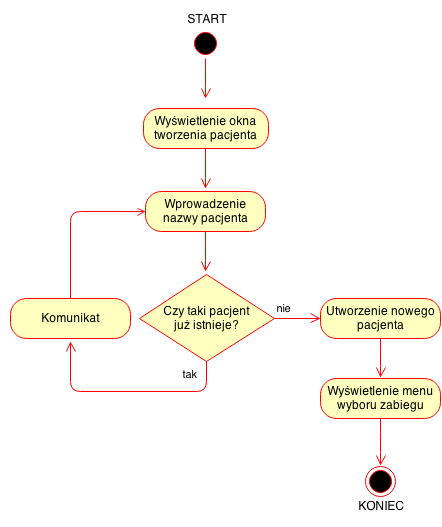 START
Wyświetlenie okna
tworzenia pacjenta
Wprowadzenie
nazwy pacjenta
Czy taki pacjent
już istnieje?
nie
Utworzenie nowego
pacjenta
Komunikat
tak
Wyświetlenie menu
wyboru zabiegu
KONIEC